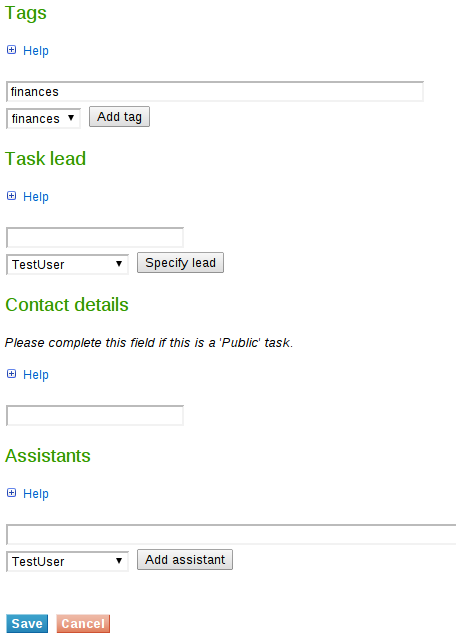 Tags
Help
finances
finances Add tag
Task lead
Help
TestUser Specify lead
Contact details
Please complete this field if this is a 'Public' task.
Help
Assistants
Help
TestUser Add assistant
Save Cancel